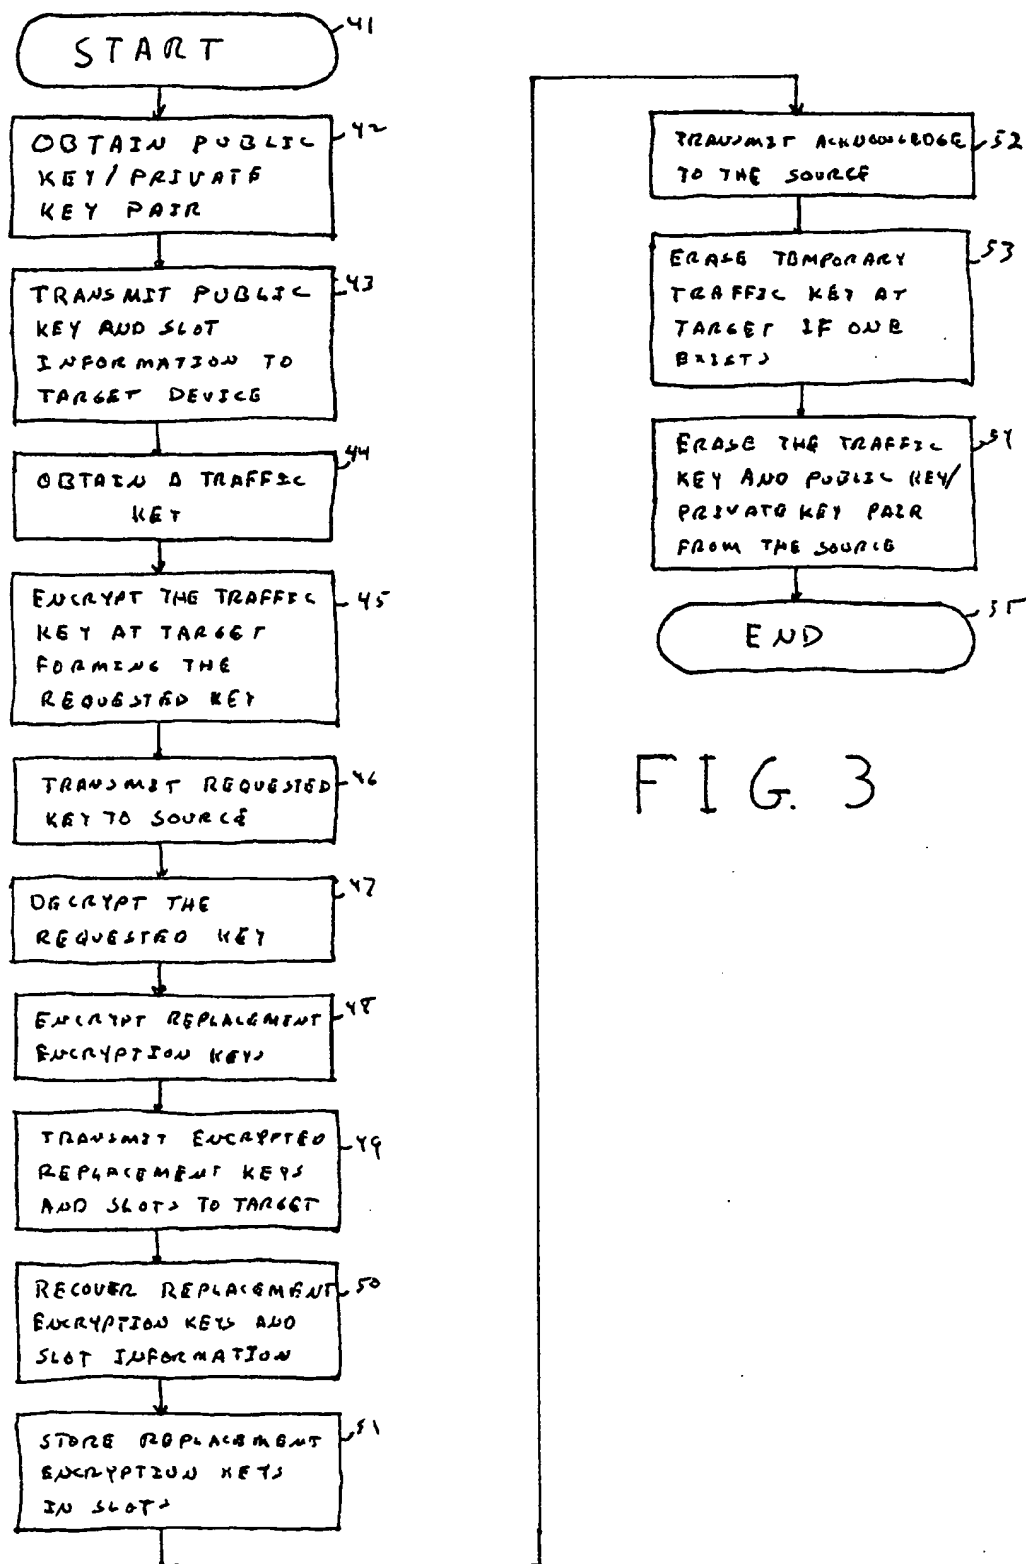 START
41
OBTAIN PUBLIC
KEY/PRIVATE
KEY PAIR
42
TRANSMIT PUBLIC
KEY AND SLOT
INFORMATION TO
TARGET DEVICE
43
OBTAIN A TRAFFIC
KEY
44
ENCRYPT THE TRAFFIC
KEY AT TARGET
FORMING THE
REQUESTED KEY
45
TRANSMIT REQUESTED
KEY TO SOURCE
46
DECRYPT THE
REQUESTED KEY
47
ENCRYPT REPLACEMENT
ENCRYPTION KEYS
48
TRANSMIT ENCRYPTED
REPLACEMENT KEYS
AND SLOTS TO TARGET
49
RECOVER REPLACEMENT
ENCRYPTION KEYS AND
SLOT INFORMATION
50
STORE REPLACEMENT
ENCRYPTION KEYS
IN SLOTS
51
TRANSMIT ACKNOWLEDGE
TO THE SOURCE
52
ERASE TEMPORARY
TRAFFIC KEY AT
TARGET IF ONE
EXISTS
53
ERASE THE TRAFFIC
KEY AND PUBLIC KEY/
PRIVATE KEY PAIR
FROM THE SOURCE
54
END
55
FIG. 3